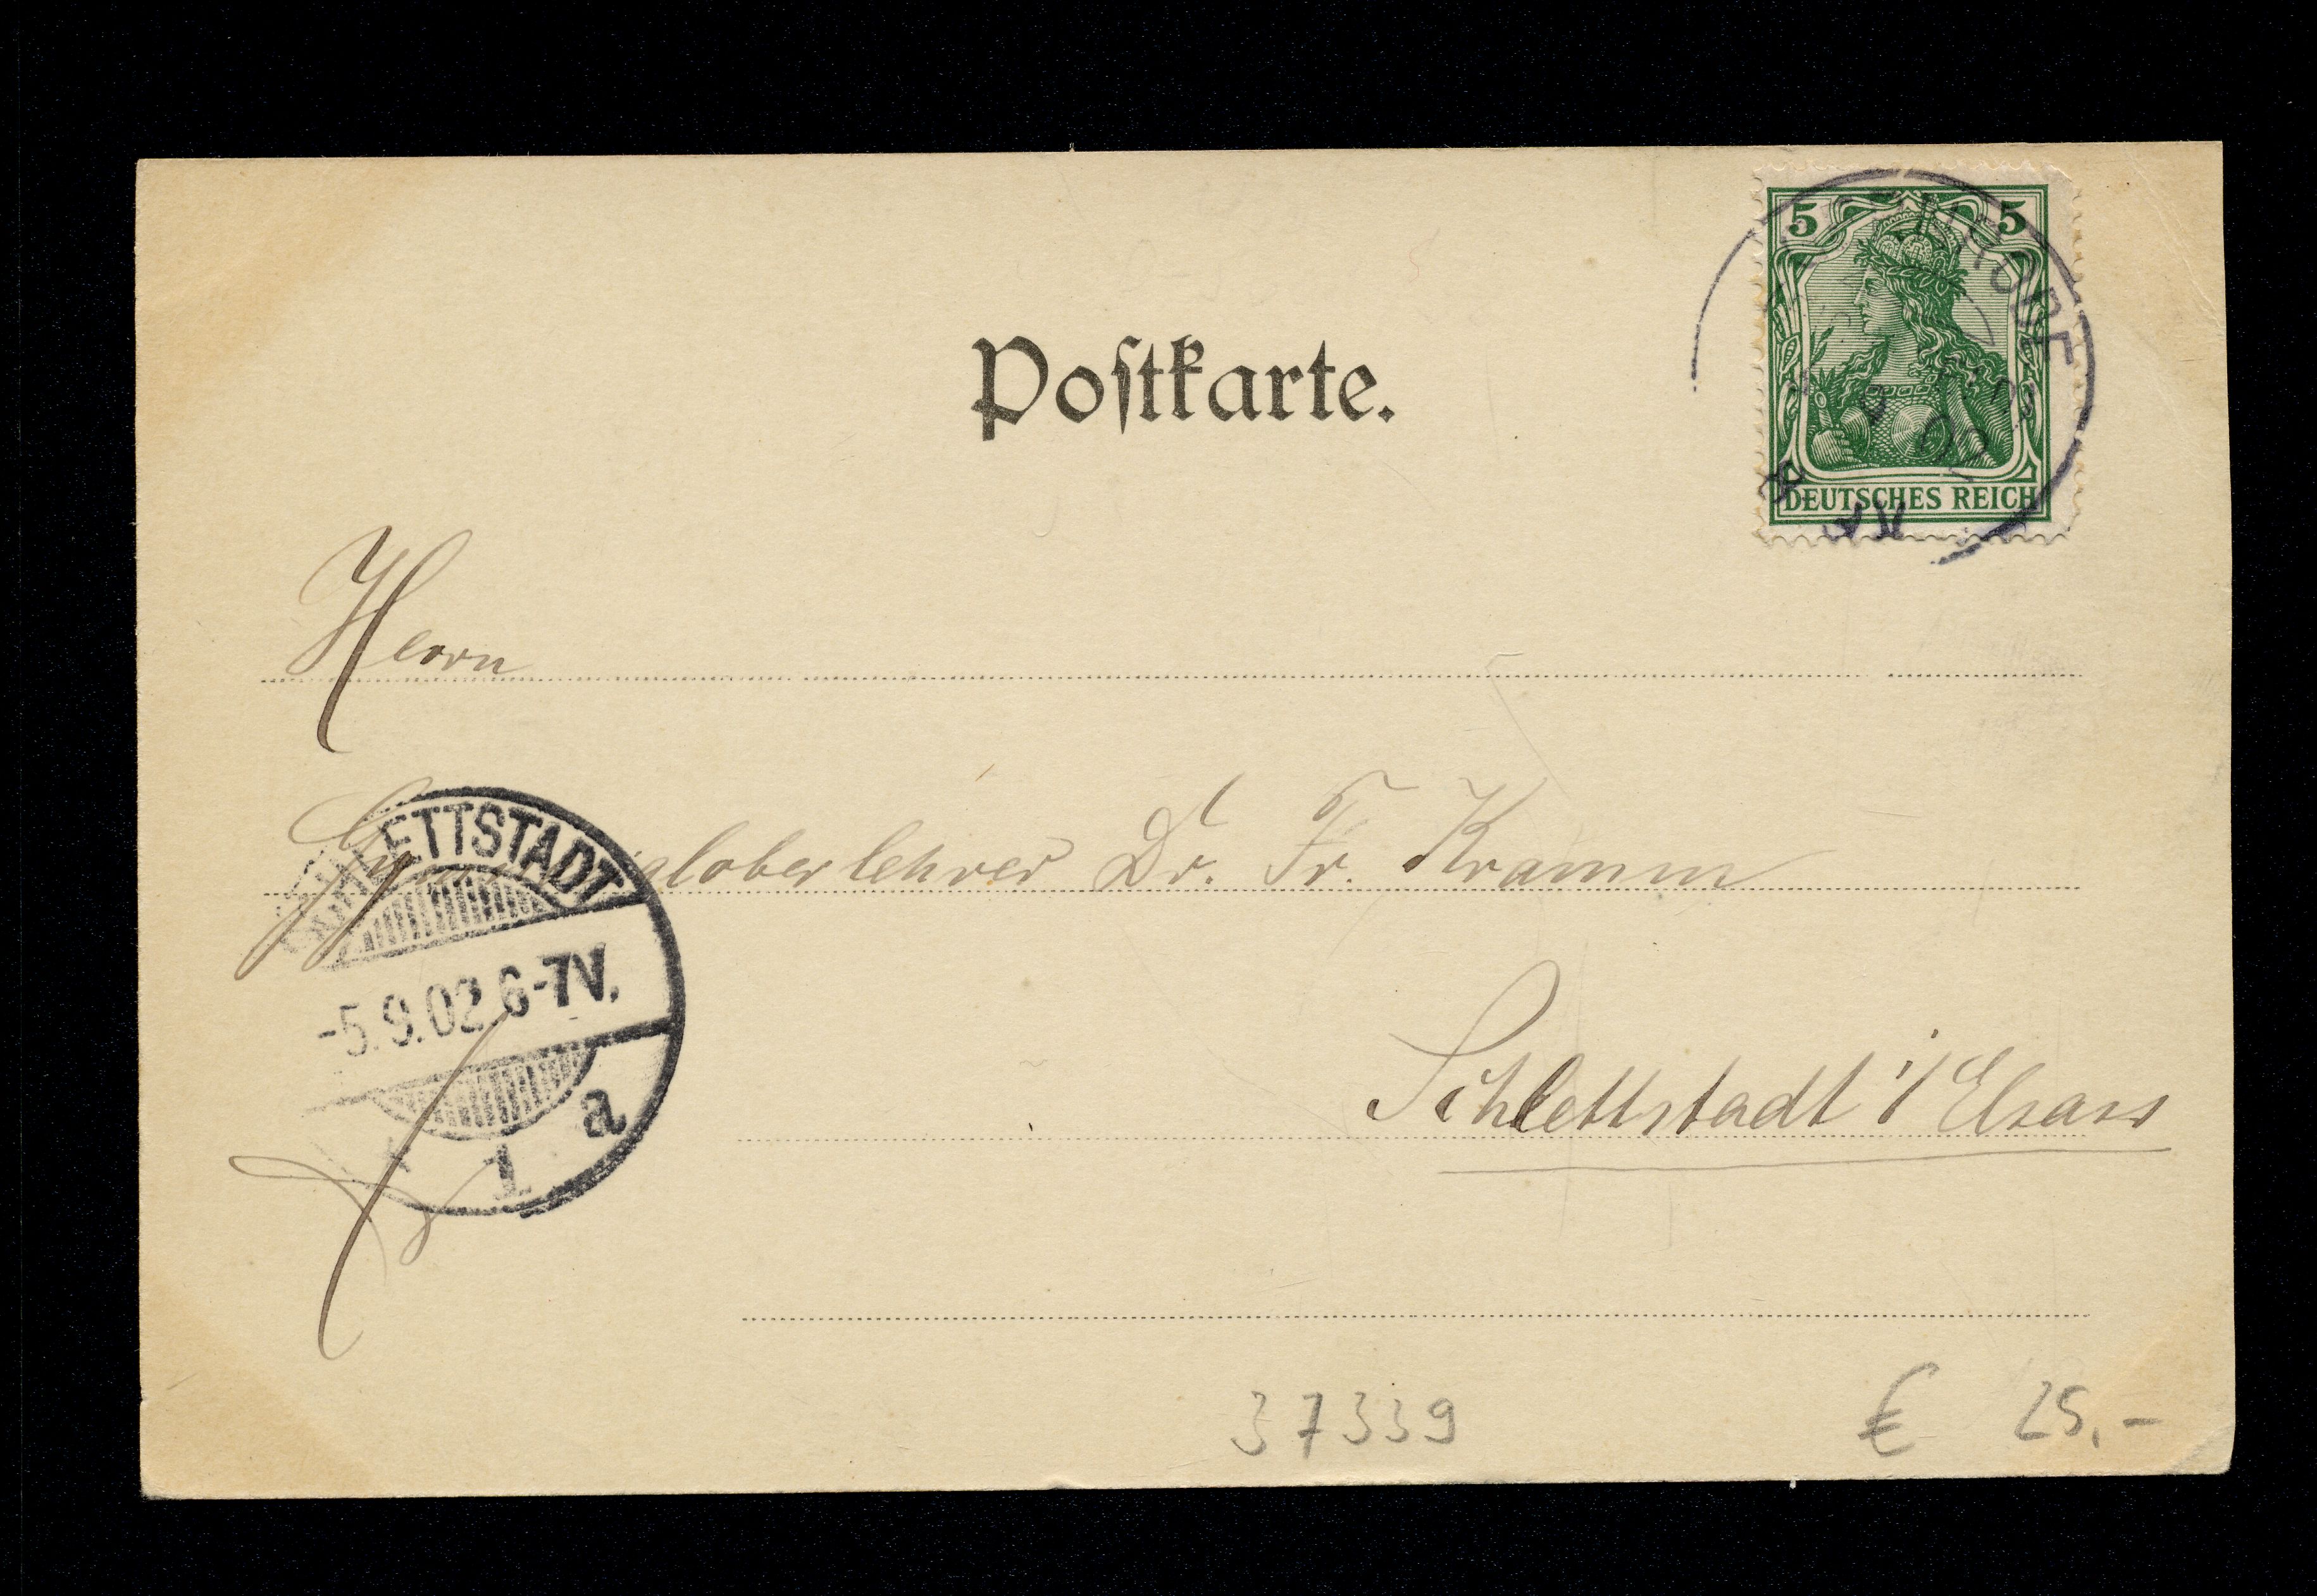 5 5
DEUTSCHES REICH
Postkarte.
Herrn
Dr. Fr. Kramm
SCHLETTSTADT
-5.9.02.6-7V.
1 a
Schlettstadt i/Elsass
37339
€ 25.-